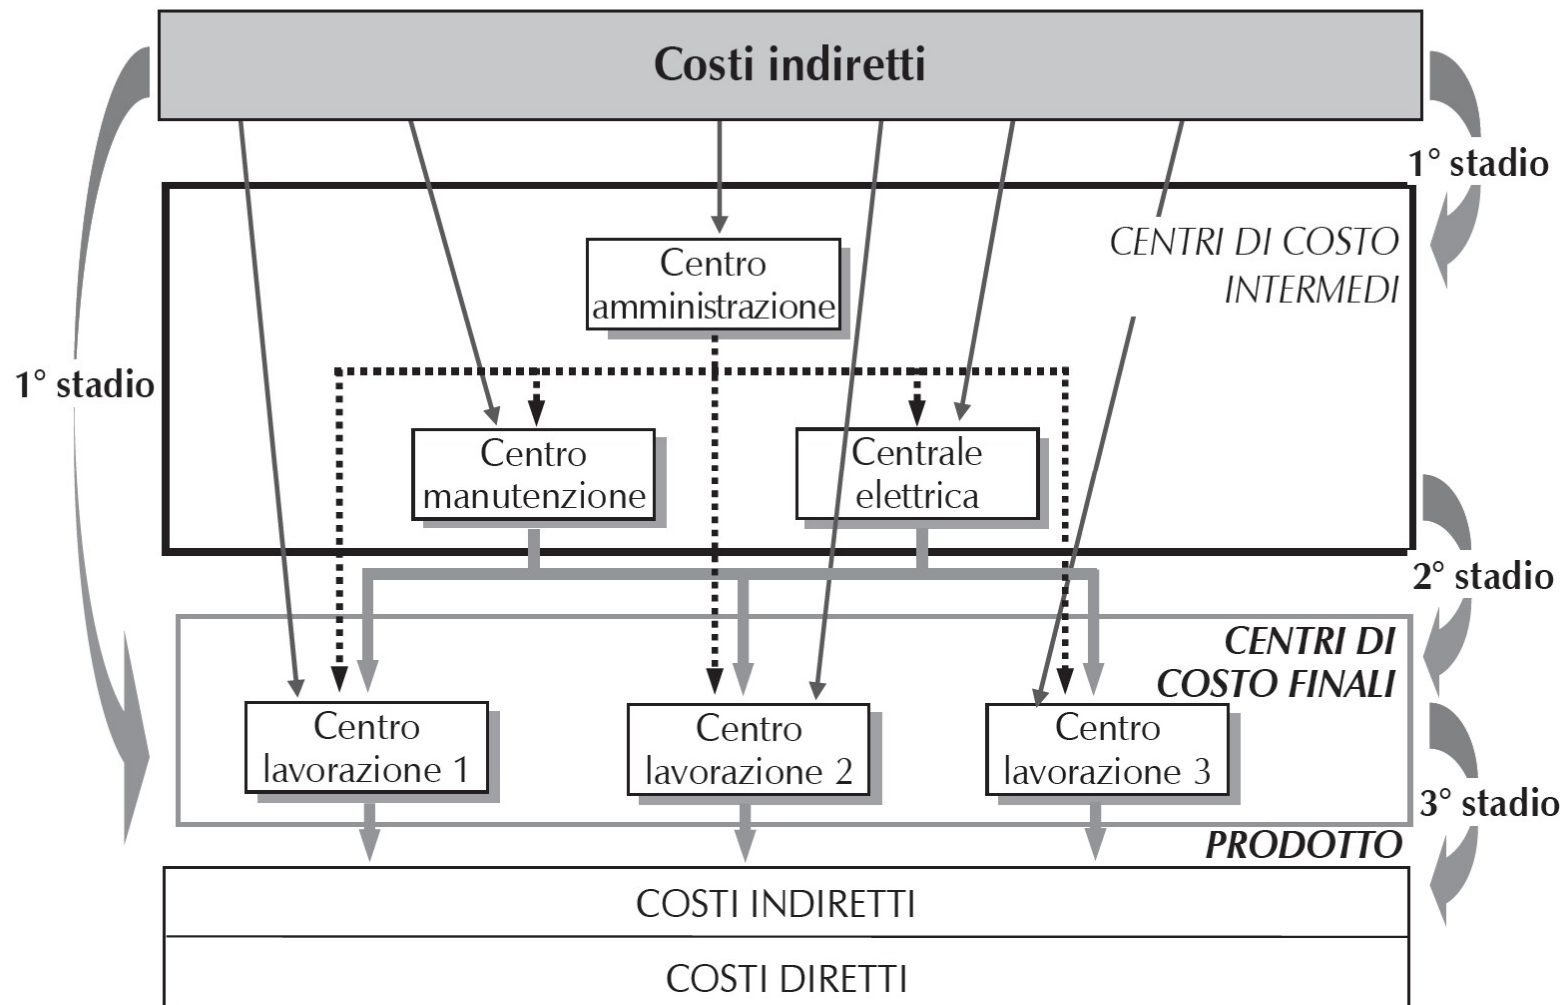 Costi indiretti
1° stadio
CENTRI DI COSTO
INTERMEDI
Centro
amministrazione
1° stadio
Centro
manutenzione
Centrale
elettrica
2° stadio
CENTRI DI
COSTO FINALI
Centro
lavorazione 1
Centro
lavorazione 2
Centro
lavorazione 3
3° stadio
PRODOTTO
COSTI INDIRETTI
COSTI DIRETTI